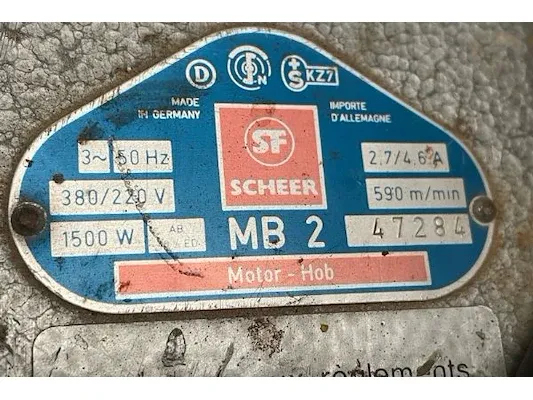 D N S KZ7
MADE IN GERMANY
IMPORTE D'ALLEMAGNE
SF
SCHEER
3~ 50 Hz
2,7/4,6 A
380/220 V
590 m/min
1500 W
AB
ED
MB 2
47284
Motor - Hob
règlements